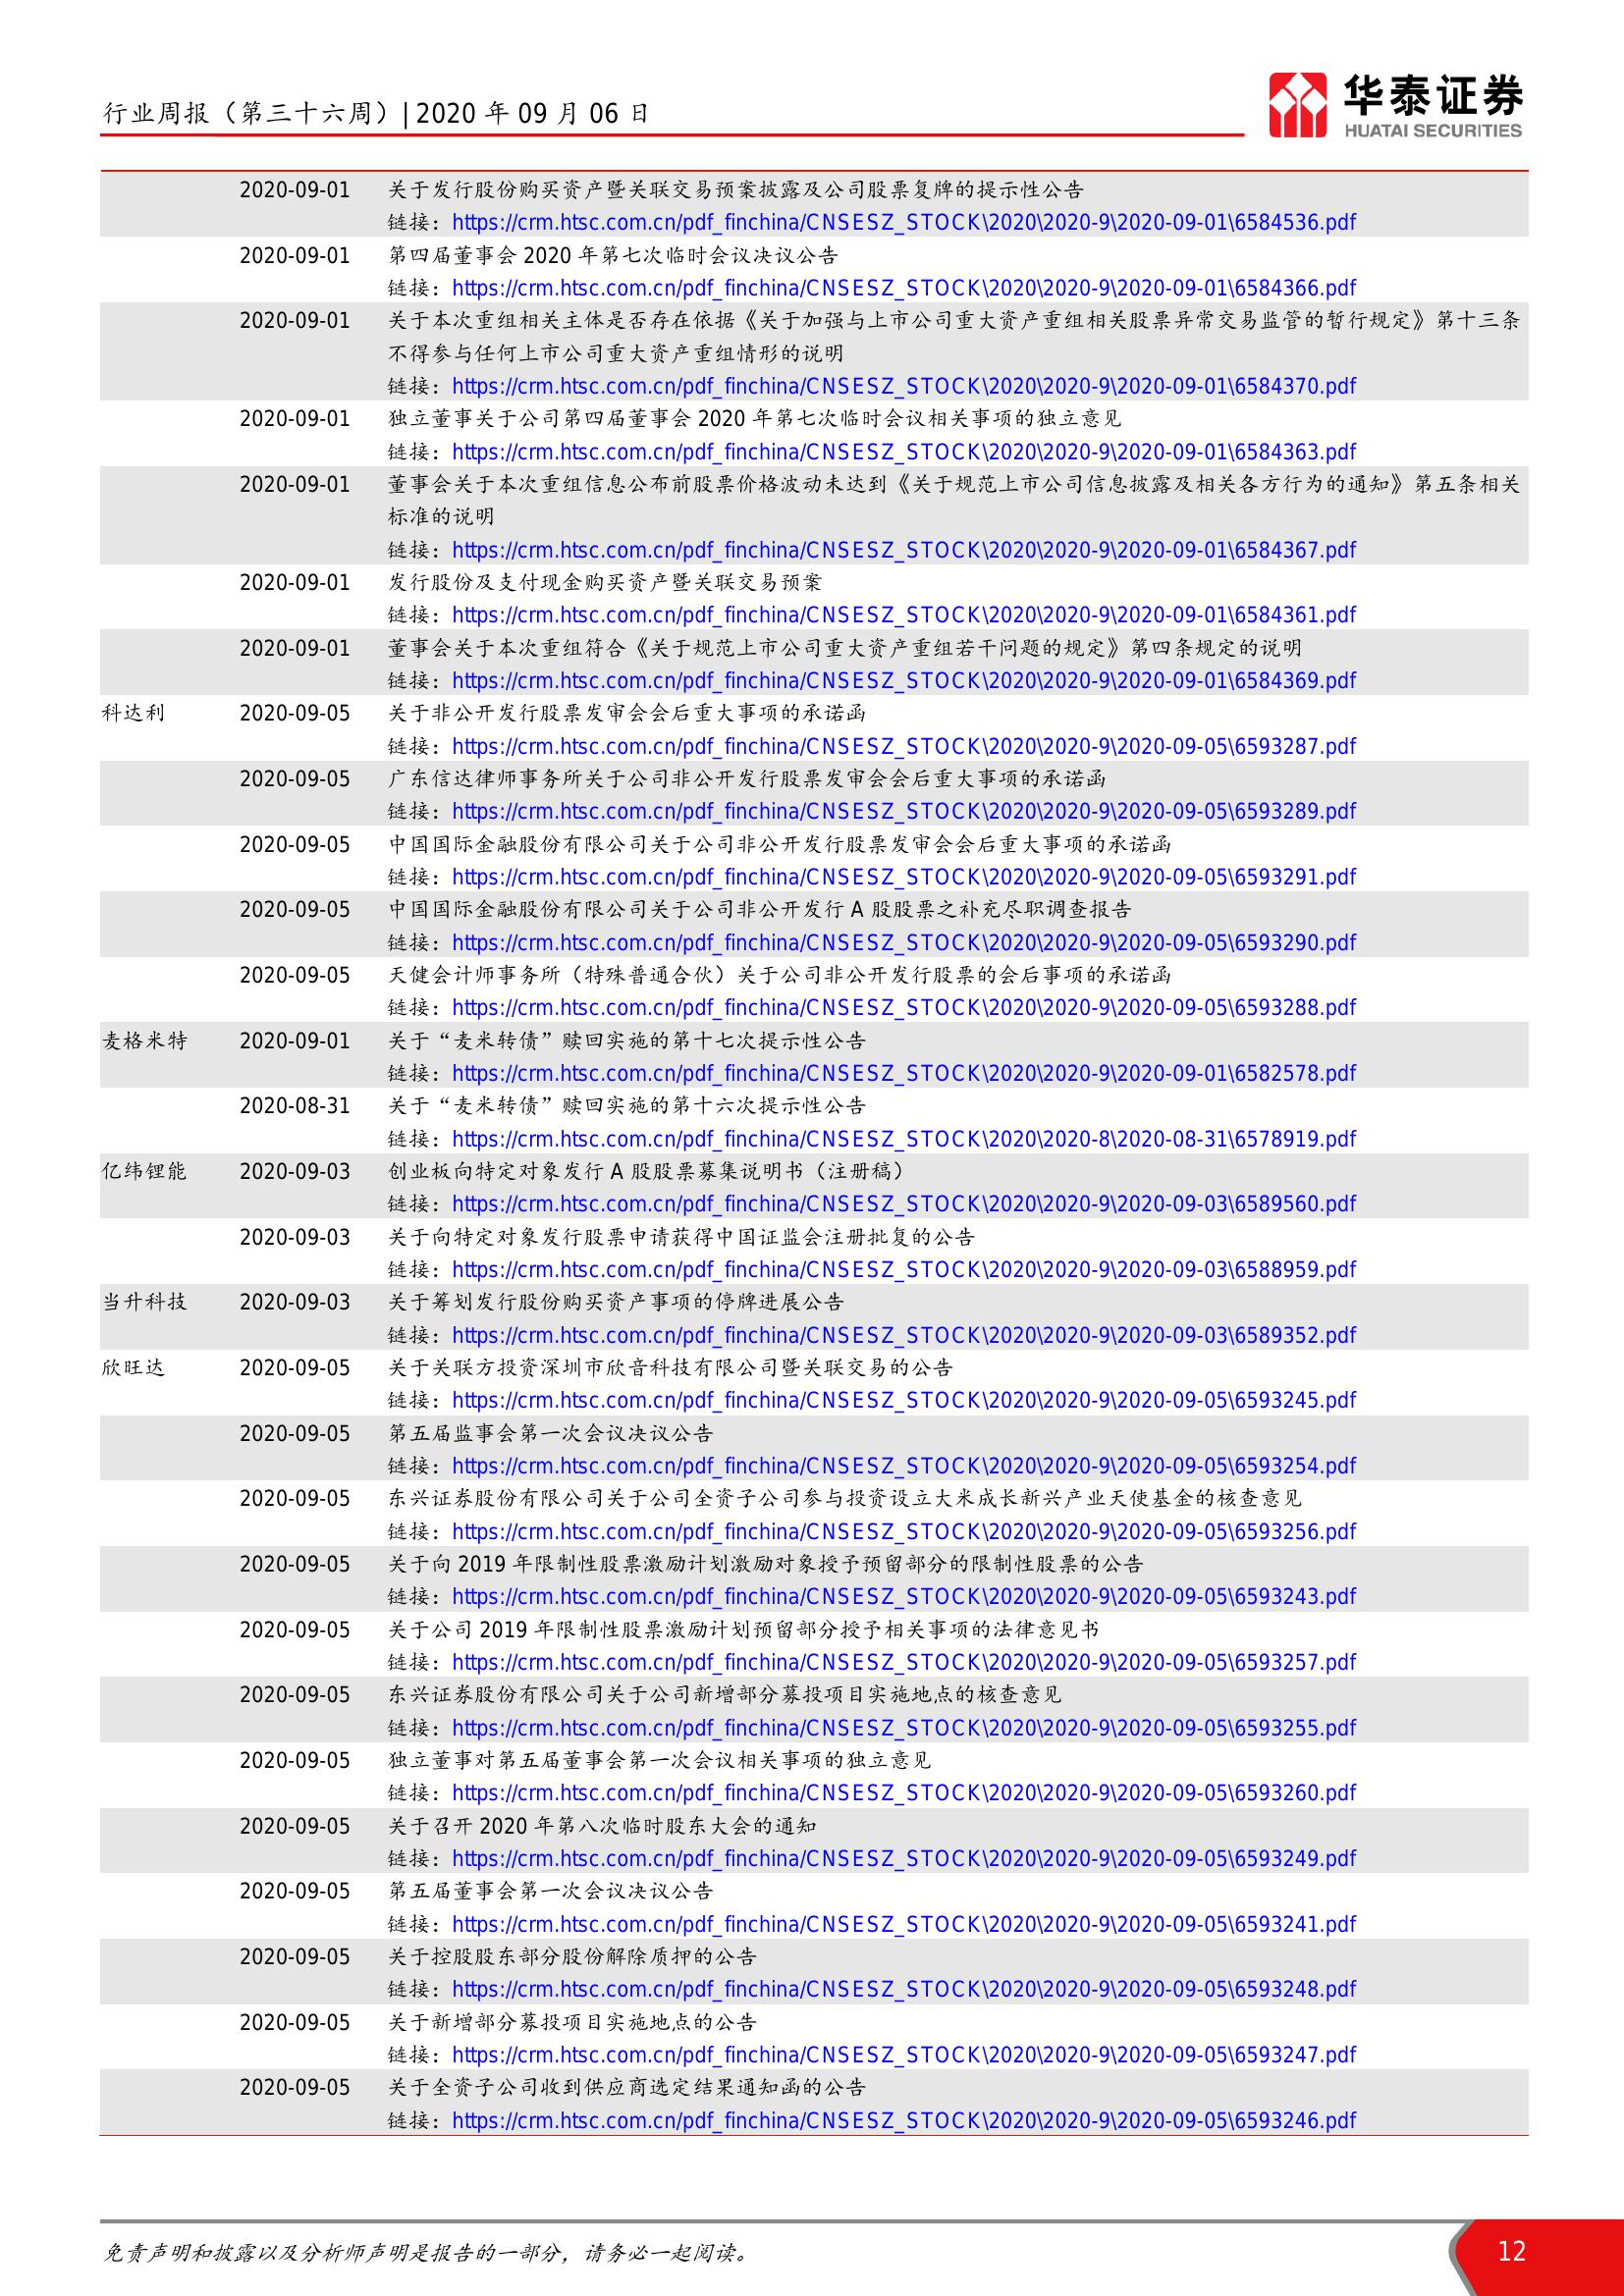 行业周报（第三十六周）| 2020 年 09 月 06 日
华泰证券
HUATAI SECURITIES
2020-09-01 关于发行股份购买资产暨关联交易预案披露及公司股票复牌的提示性公告
链接：https://crm.htsc.com.cn/pdf_finchina/CNSESZ_STOCK\2020\2020-9\2020-09-01\6584536.pdf
2020-09-01 第四届董事会 2020 年第七次临时会议决议公告
链接：https://crm.htsc.com.cn/pdf_finchina/CNSESZ_STOCK\2020\2020-9\2020-09-01\6584366.pdf
2020-09-01 关于本次重组相关主体是否存在依据《关于加强与上市公司重大资产重组相关股票异常交易监管的暂行规定》第十三条
不得参与任何上市公司重大资产重组情形的说明
链接：https://crm.htsc.com.cn/pdf_finchina/CNSESZ_STOCK\2020\2020-9\2020-09-01\6584370.pdf
2020-09-01 独立董事关于公司第四届董事会 2020 年第七次临时会议相关事项的独立意见
链接：https://crm.htsc.com.cn/pdf_finchina/CNSESZ_STOCK\2020\2020-9\2020-09-01\6584363.pdf
2020-09-01 董事会关于本次重组信息公布前股票价格波动未达到《关于规范上市公司信息披露及相关各方行为的通知》第五条相关
标准的说明
链接：https://crm.htsc.com.cn/pdf_finchina/CNSESZ_STOCK\2020\2020-9\2020-09-01\6584367.pdf
2020-09-01 发行股份及支付现金购买资产暨关联交易预案
链接：https://crm.htsc.com.cn/pdf_finchina/CNSESZ_STOCK\2020\2020-9\2020-09-01\6584361.pdf
2020-09-01 董事会关于本次重组符合《关于规范上市公司重大资产重组若干问题的规定》第四条规定的说明
链接：https://crm.htsc.com.cn/pdf_finchina/CNSESZ_STOCK\2020\2020-9\2020-09-01\6584369.pdf
科达利 2020-09-05 关于非公开发行股票发审会会后重大事项的承诺函
链接：https://crm.htsc.com.cn/pdf_finchina/CNSESZ_STOCK\2020\2020-9\2020-09-05\6593287.pdf
2020-09-05 广东信达律师事务所关于公司非公开发行股票发审会会后重大事项的承诺函
链接：https://crm.htsc.com.cn/pdf_finchina/CNSESZ_STOCK\2020\2020-9\2020-09-05\6593289.pdf
2020-09-05 中国国际金融股份有限公司关于公司非公开发行股票发审会会后重大事项的承诺函
链接：https://crm.htsc.com.cn/pdf_finchina/CNSESZ_STOCK\2020\2020-9\2020-09-05\6593291.pdf
2020-09-05 中国国际金融股份有限公司关于公司非公开发行 A 股股票之补充尽职调查报告
链接：https://crm.htsc.com.cn/pdf_finchina/CNSESZ_STOCK\2020\2020-9\2020-09-05\6593290.pdf
2020-09-05 天健会计师事务所（特殊普通合伙）关于公司非公开发行股票的会后事项的承诺函
链接：https://crm.htsc.com.cn/pdf_finchina/CNSESZ_STOCK\2020\2020-9\2020-09-05\6593288.pdf
麦格米特 2020-09-01 关于“麦米转债”赎回实施的第十七次提示性公告
链接：https://crm.htsc.com.cn/pdf_finchina/CNSESZ_STOCK\2020\2020-9\2020-09-01\6582578.pdf
2020-08-31 关于“麦米转债”赎回实施的第十六次提示性公告
链接：https://crm.htsc.com.cn/pdf_finchina/CNSESZ_STOCK\2020\2020-8\2020-08-31\6578919.pdf
亿纬锂能 2020-09-03 创业板向特定对象发行 A 股股票募集说明书（注册稿）
链接：https://crm.htsc.com.cn/pdf_finchina/CNSESZ_STOCK\2020\2020-9\2020-09-03\6589560.pdf
2020-09-03 关于向特定对象发行股票申请获得中国证监会注册批复的公告
链接：https://crm.htsc.com.cn/pdf_finchina/CNSESZ_STOCK\2020\2020-9\2020-09-03\6588959.pdf
当升科技 2020-09-03 关于筹划发行股份购买资产事项的停牌进展公告
链接：https://crm.htsc.com.cn/pdf_finchina/CNSESZ_STOCK\2020\2020-9\2020-09-03\6589352.pdf
欣旺达 2020-09-05 关于关联方投资深圳市欣音科技有限公司暨关联交易的公告
链接：https://crm.htsc.com.cn/pdf_finchina/CNSESZ_STOCK\2020\2020-9\2020-09-05\6593245.pdf
2020-09-05 第五届监事会第一次会议决议公告
链接：https://crm.htsc.com.cn/pdf_finchina/CNSESZ_STOCK\2020\2020-9\2020-09-05\6593254.pdf
2020-09-05 东兴证券股份有限公司关于公司全资子公司参与投资设立大米成长新兴产业天使基金的核查意见
链接：https://crm.htsc.com.cn/pdf_finchina/CNSESZ_STOCK\2020\2020-9\2020-09-05\6593256.pdf
2020-09-05 关于向 2019 年限制性股票激励计划激励对象授予预留部分的限制性股票的公告
链接：https://crm.htsc.com.cn/pdf_finchina/CNSESZ_STOCK\2020\2020-9\2020-09-05\6593243.pdf
2020-09-05 关于公司 2019 年限制性股票激励计划预留部分授予相关事项的法律意见书
链接：https://crm.htsc.com.cn/pdf_finchina/CNSESZ_STOCK\2020\2020-9\2020-09-05\6593257.pdf
2020-09-05 东兴证券股份有限公司关于公司新增部分募投项目实施地点的核查意见
链接：https://crm.htsc.com.cn/pdf_finchina/CNSESZ_STOCK\2020\2020-9\2020-09-05\6593255.pdf
2020-09-05 独立董事对第五届董事会第一次会议相关事项的独立意见
链接：https://crm.htsc.com.cn/pdf_finchina/CNSESZ_STOCK\2020\2020-9\2020-09-05\6593260.pdf
2020-09-05 关于召开 2020 年第八次临时股东大会的通知
链接：https://crm.htsc.com.cn/pdf_finchina/CNSESZ_STOCK\2020\2020-9\2020-09-05\6593249.pdf
2020-09-05 第五届董事会第一次会议决议公告
链接：https://crm.htsc.com.cn/pdf_finchina/CNSESZ_STOCK\2020\2020-9\2020-09-05\6593241.pdf
2020-09-05 关于控股股东部分股份解除质押的公告
链接：https://crm.htsc.com.cn/pdf_finchina/CNSESZ_STOCK\2020\2020-9\2020-09-05\6593248.pdf
2020-09-05 关于新增部分募投项目实施地点的公告
链接：https://crm.htsc.com.cn/pdf_finchina/CNSESZ_STOCK\2020\2020-9\2020-09-05\6593247.pdf
2020-09-05 关于全资子公司收到供应商选定结果通知函的公告
链接：https://crm.htsc.com.cn/pdf_finchina/CNSESZ_STOCK\2020\2020-9\2020-09-05\6593246.pdf
免责声明和披露以及分析师声明是报告的一部分，请务必一起阅读。
12